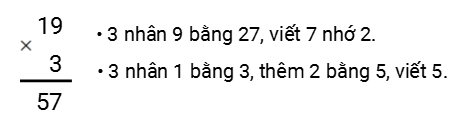 19
×
3
57
• 3 nhân 9 bằng 27, viết 7 nhớ 2.
• 3 nhân 1 bằng 3, thêm 2 bằng 5, viết 5.